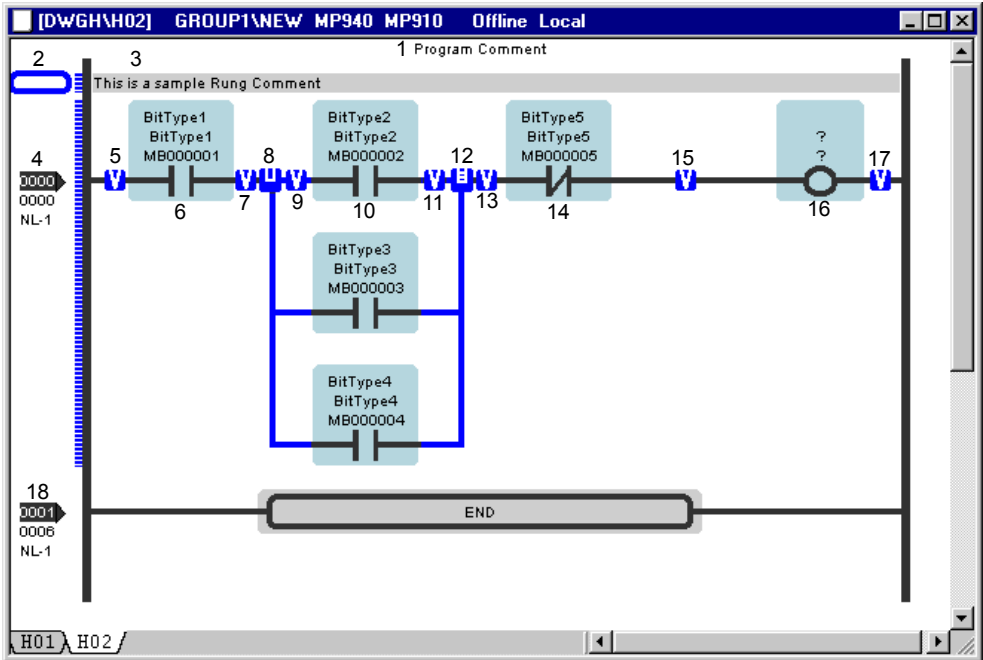 [DWGH\H02] GROUP1\NEW MP940 MP910 Offline Local
1 Program Comment
2 3
This is a sample Rung Comment
BitType1 BitType2 BitType5
BitType1 BitType2 BitType5 ?
MB000001 MB000002 MB000005 ?
4 5 8 12 15 17
0000 V V U V V E V V V
0000 6 7 9 10 11 13 14 16
NL-1
BitType3
BitType3
MB000003
BitType4
BitType4
MB000004
18
0001 END
0006
NL-1
H01 H02